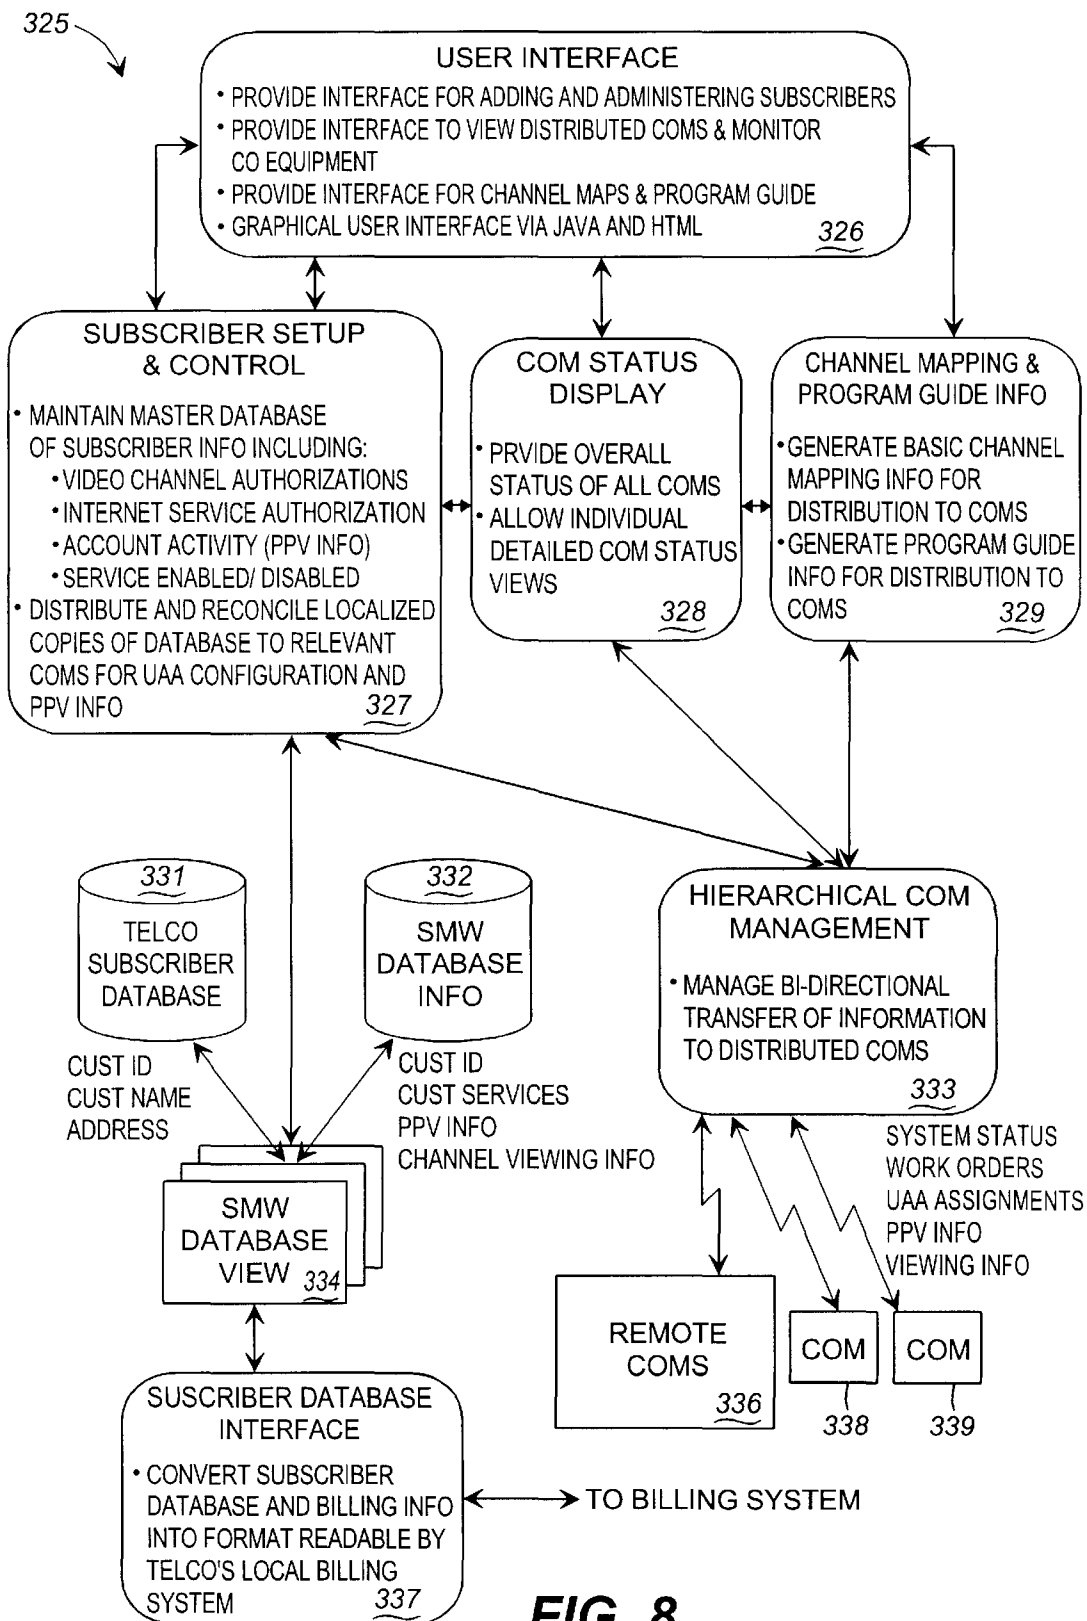 325
USER INTERFACE
• PROVIDE INTERFACE FOR ADDING AND ADMINISTERING SUBSCRIBERS
• PROVIDE INTERFACE TO VIEW DISTRIBUTED COMS & MONITOR
CO EQUIPMENT
• PROVIDE INTERFACE FOR CHANNEL MAPS & PROGRAM GUIDE
• GRAPHICAL USER INTERFACE VIA JAVA AND HTML
326
SUBSCRIBER SETUP
& CONTROL
• MAINTAIN MASTER DATABASE
OF SUBSCRIBER INFO INCLUDING:
• VIDEO CHANNEL AUTHORIZATIONS
• INTERNET SERVICE AUTHORIZATION
• ACCOUNT ACTIVITY (PPV INFO)
• SERVICE ENABLED/ DISABLED
• DISTRIBUTE AND RECONCILE LOCALIZED
COPIES OF DATABASE TO RELEVANT
COMS FOR UAA CONFIGURATION AND
PPV INFO
327
COM STATUS
DISPLAY
• PRVIDE OVERALL
STATUS OF ALL COMS
• ALLOW INDIVIDUAL
DETAILED COM STATUS
VIEWS
328
CHANNEL MAPPING &
PROGRAM GUIDE INFO
• GENERATE BASIC CHANNEL
MAPPING INFO FOR
DISTRIBUTION TO COMS
• GENERATE PROGRAM GUIDE
INFO FOR DISTRIBUTION TO
COMS
329
331
TELCO
SUBSCRIBER
DATABASE
332
SMW
DATABASE
INFO
HIERARCHICAL COM
MANAGEMENT
• MANAGE BI-DIRECTIONAL
TRANSFER OF INFORMATION
TO DISTRIBUTED COMS
333
CUST ID
CUST NAME
ADDRESS
CUST ID
CUST SERVICES
PPV INFO
CHANNEL VIEWING INFO
SYSTEM STATUS
WORK ORDERS
UAA ASSIGNMENTS
PPV INFO
VIEWING INFO
SMW
DATABASE
VIEW
334
REMOTE
COMS
336
COM
338
COM
339
SUSCRIBER DATABASE
INTERFACE
• CONVERT SUBSCRIBER
DATABASE AND BILLING INFO
INTO FORMAT READABLE BY
TELCO'S LOCAL BILLING
SYSTEM
337
TO BILLING SYSTEM
FIG. 8